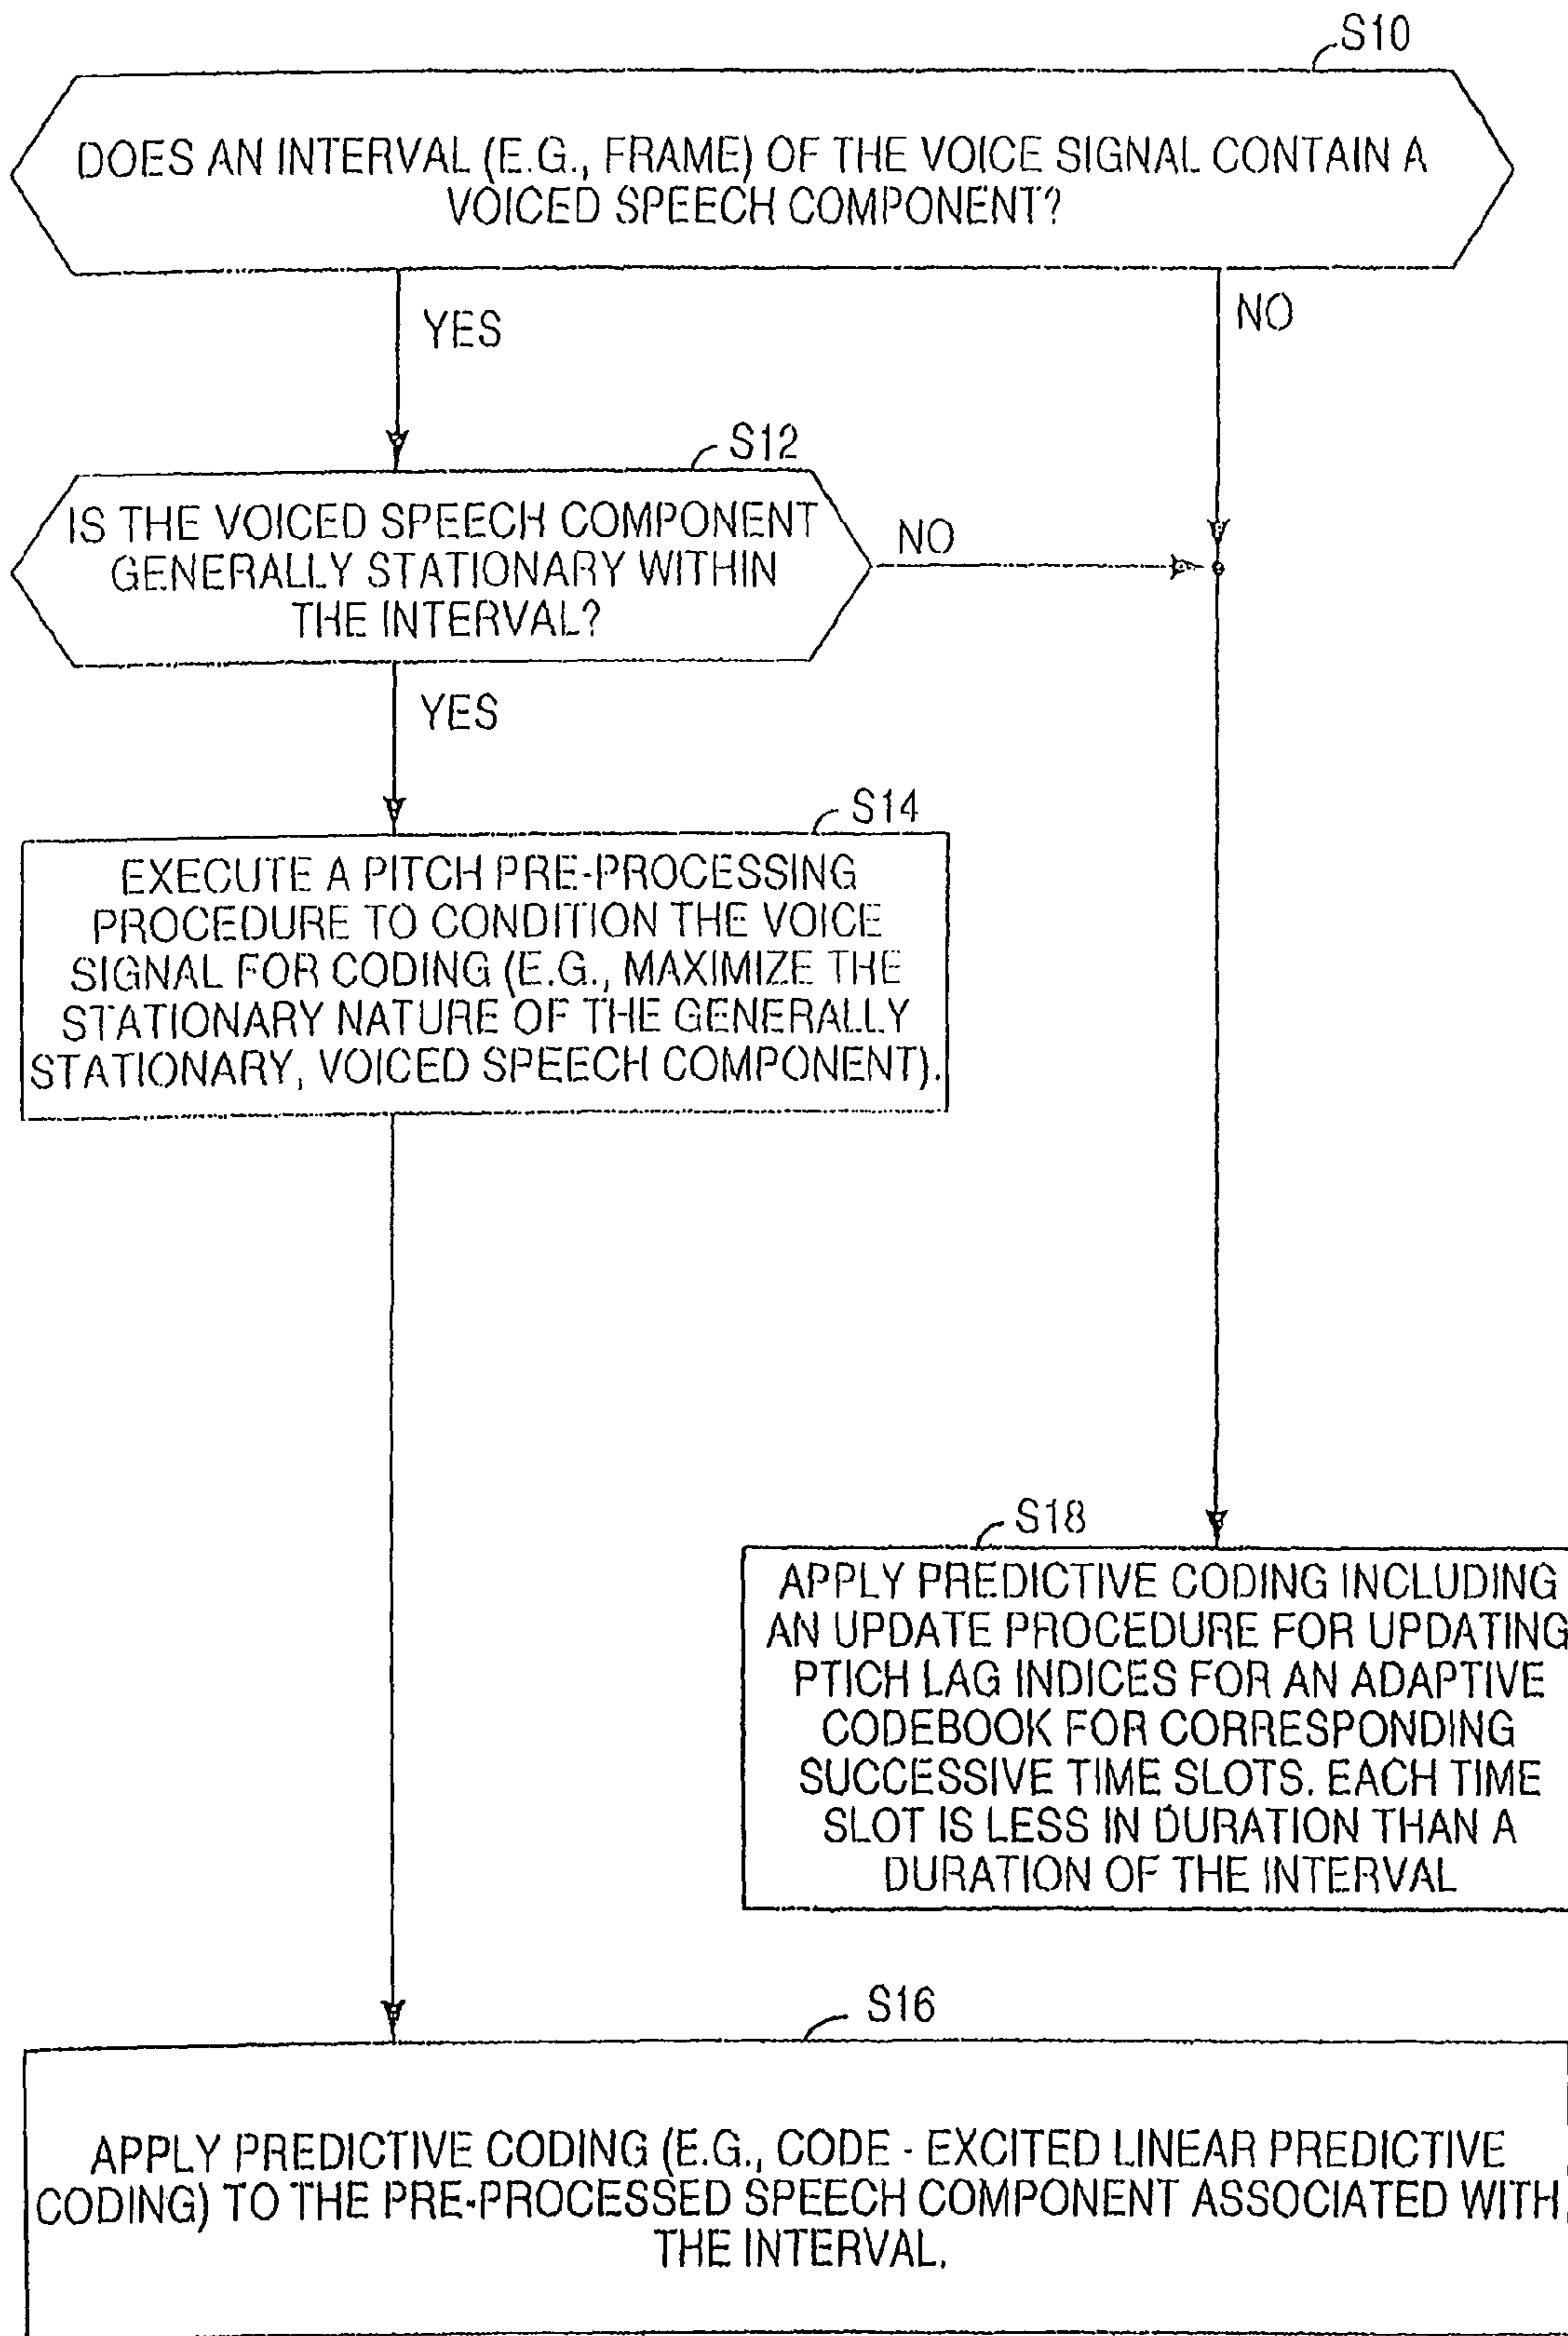 S10
DOES AN INTERVAL (E.G., FRAME) OF THE VOICE SIGNAL CONTAIN A
VOICED SPEECH COMPONENT?
YES
NO
S12
IS THE VOICED SPEECH COMPONENT
GENERALLY STATIONARY WITHIN
THE INTERVAL?
NO
YES
S14
EXECUTE A PITCH PRE-PROCESSING
PROCEDURE TO CONDITION THE VOICE
SIGNAL FOR CODING (E.G., MAXIMIZE THE
STATIONARY NATURE OF THE GENERALLY
STATIONARY, VOICED SPEECH COMPONENT).
S18
APPLY PREDICTIVE CODING INCLUDING
AN UPDATE PROCEDURE FOR UPDATING
PTICH LAG INDICES FOR AN ADAPTIVE
CODEBOOK FOR CORRESPONDING
SUCCESSIVE TIME SLOTS. EACH TIME
SLOT IS LESS IN DURATION THAN A
DURATION OF THE INTERVAL
S16
APPLY PREDICTIVE CODING (E.G., CODE - EXCITED LINEAR PREDICTIVE
CODING) TO THE PRE-PROCESSED SPEECH COMPONENT ASSOCIATED WITH
THE INTERVAL.